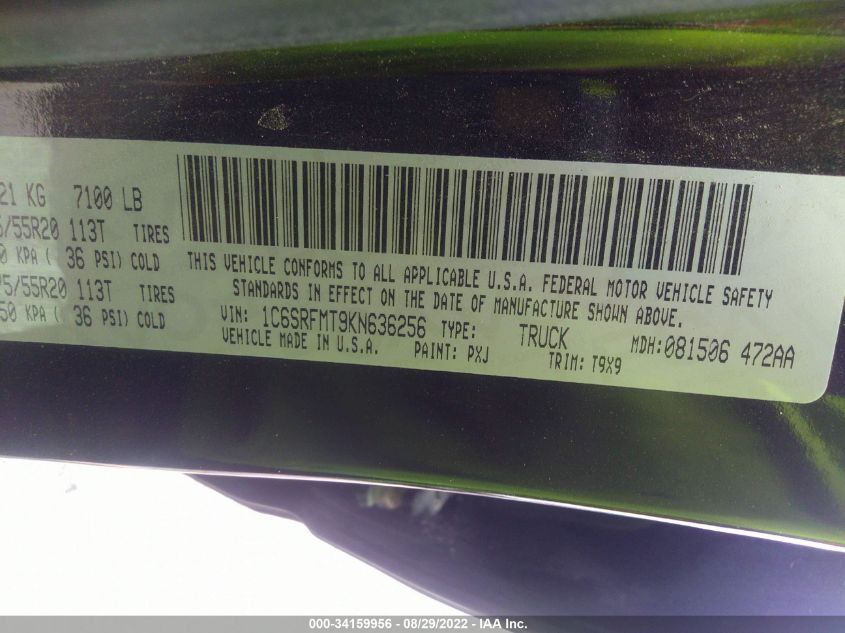 21 KG 7100 LB
/55R20 113T TIRES
0 KPA ( 36 PSI) COLD
75/55R20 113T TIRES
50 KPA ( 36 PSI) COLD
THIS VEHICLE CONFORMS TO ALL APPLICABLE U.S.A. FEDERAL MOTOR VEHICLE SAFETY
STANDARDS IN EFFECT ON THE DATE OF MANUFACTURE SHOWN ABOVE.
VIN: 1C6SRFMT9KN636256 TYPE: TRUCK MDH:081506 472AA
VEHICLE MADE IN U.S.A. PAINT: PXJ TRIM: T9X9
000-34159956 - 08/29/2022 - © IAA Inc.